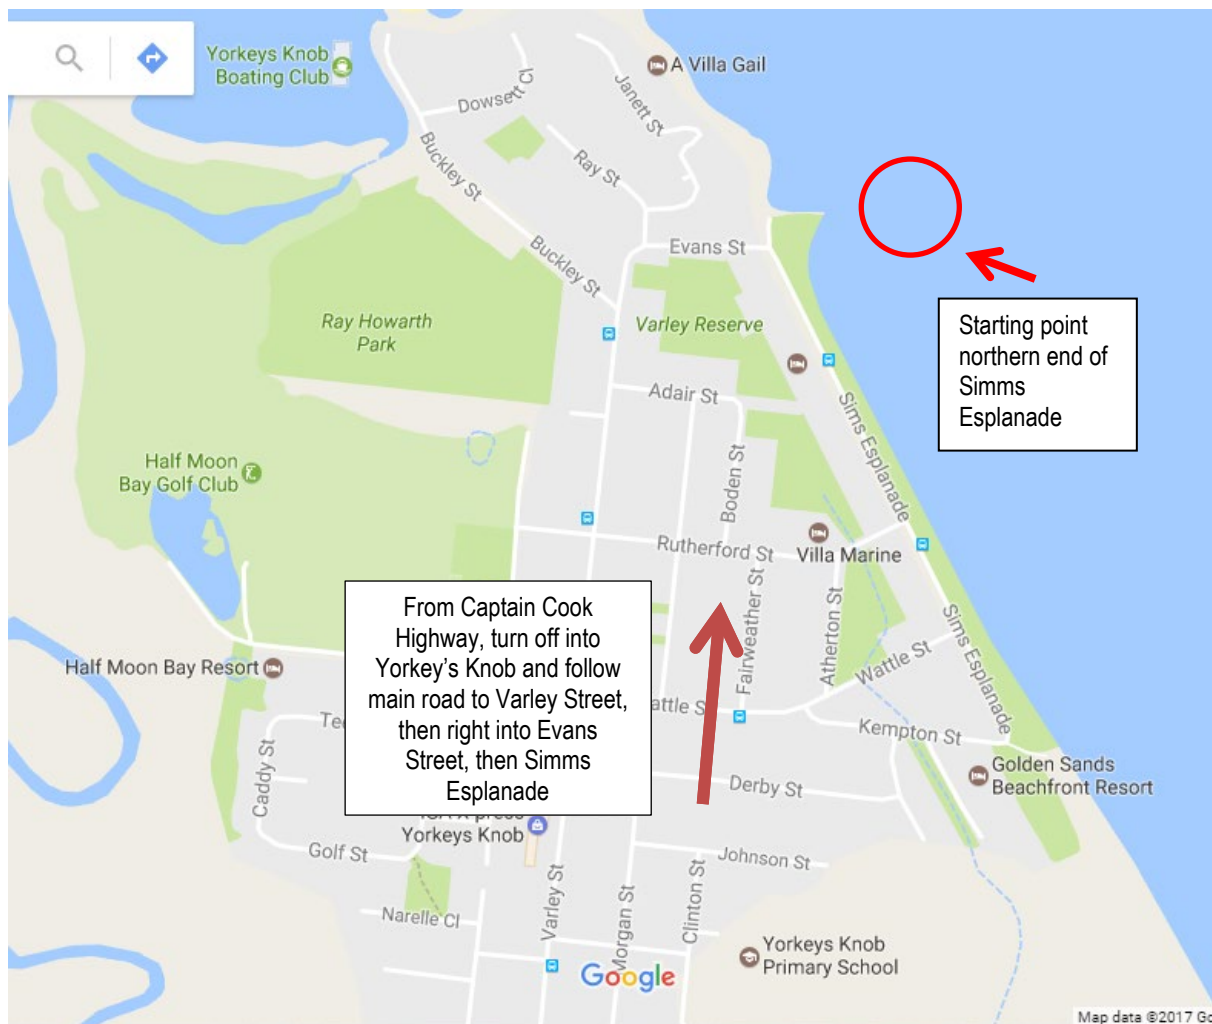 Yorkeys Knob
Boating Club
A Villa Gail
Dowsett Cl
Janett St
Buckley St
Ray St
Evans St
Buckley St
Ray Howarth
Park
Varley Reserve
Starting point
northern end of
Simms
Esplanade
Adair St
Sims Esplanade
Half Moon
Bay Golf Club
Boden St
Rutherford St
Villa Marine
From Captain Cook
Highway, turn off into
Yorkey's Knob and follow
main road to Varley Street,
then right into Evans
Street, then Simms
Esplanade
Fairweather St
Atherton St
Sims Esplanade
Half Moon Bay Resort
Wattle St
attle S
Te
Caddy St
Kempton St
Golden Sands
Beachfront Resort
Derby St
Yorkeys Knob
Golf St
Johnson St
Varley St
Morgan St
Clinton St
Narelle Cl
Yorkeys Knob
Primary School
Google
Map data ©2017 Go